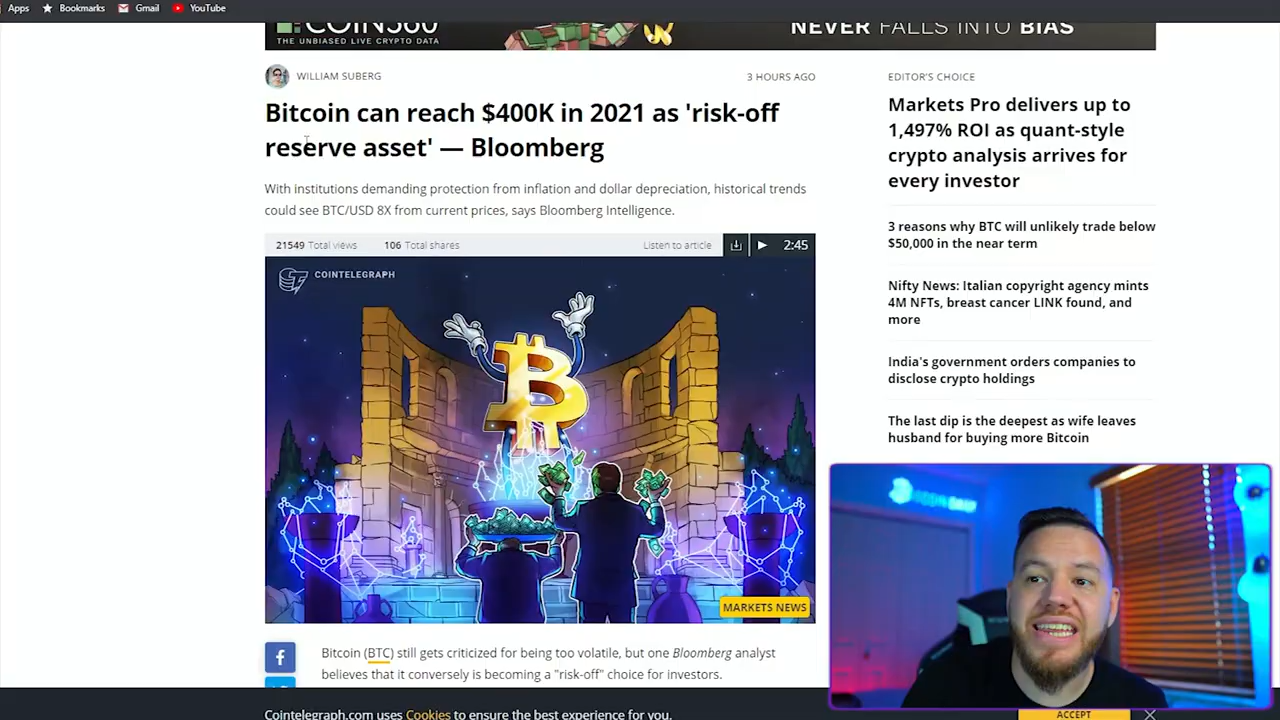 Apps Bookmarks Gmail YouTube
COIN360
THE UNBIASED LIVE CRYPTO DATA
NEVER FALLS INTO BIAS
WILLIAM SUBERG
3 HOURS AGO
Bitcoin can reach $400K in 2021 as 'risk-off
reserve asset' — Bloomberg
With institutions demanding protection from inflation and dollar depreciation, historical trends
could see BTC/USD 8X from current prices, says Bloomberg Intelligence.
21549 Total views 106 Total shares Listen to article 2:45
COINTELEGRAPH
MARKETS NEWS
Bitcoin (BTC) still gets criticized for being too volatile, but one Bloomberg analyst
believes that it conversely is becoming a "risk-off" choice for investors.
EDITOR'S CHOICE
Markets Pro delivers up to
1,497% ROI as quant-style
crypto analysis arrives for
every investor
3 reasons why BTC will unlikely trade below
$50,000 in the near term
Nifty News: Italian copyright agency mints
4M NFTs, breast cancer LINK found, and
more
India's government orders companies to
disclose crypto holdings
The last dip is the deepest as wife leaves
husband for buying more Bitcoin
Cointelegraph.com uses Cookies to ensure the best experience for you.
ACCEPT